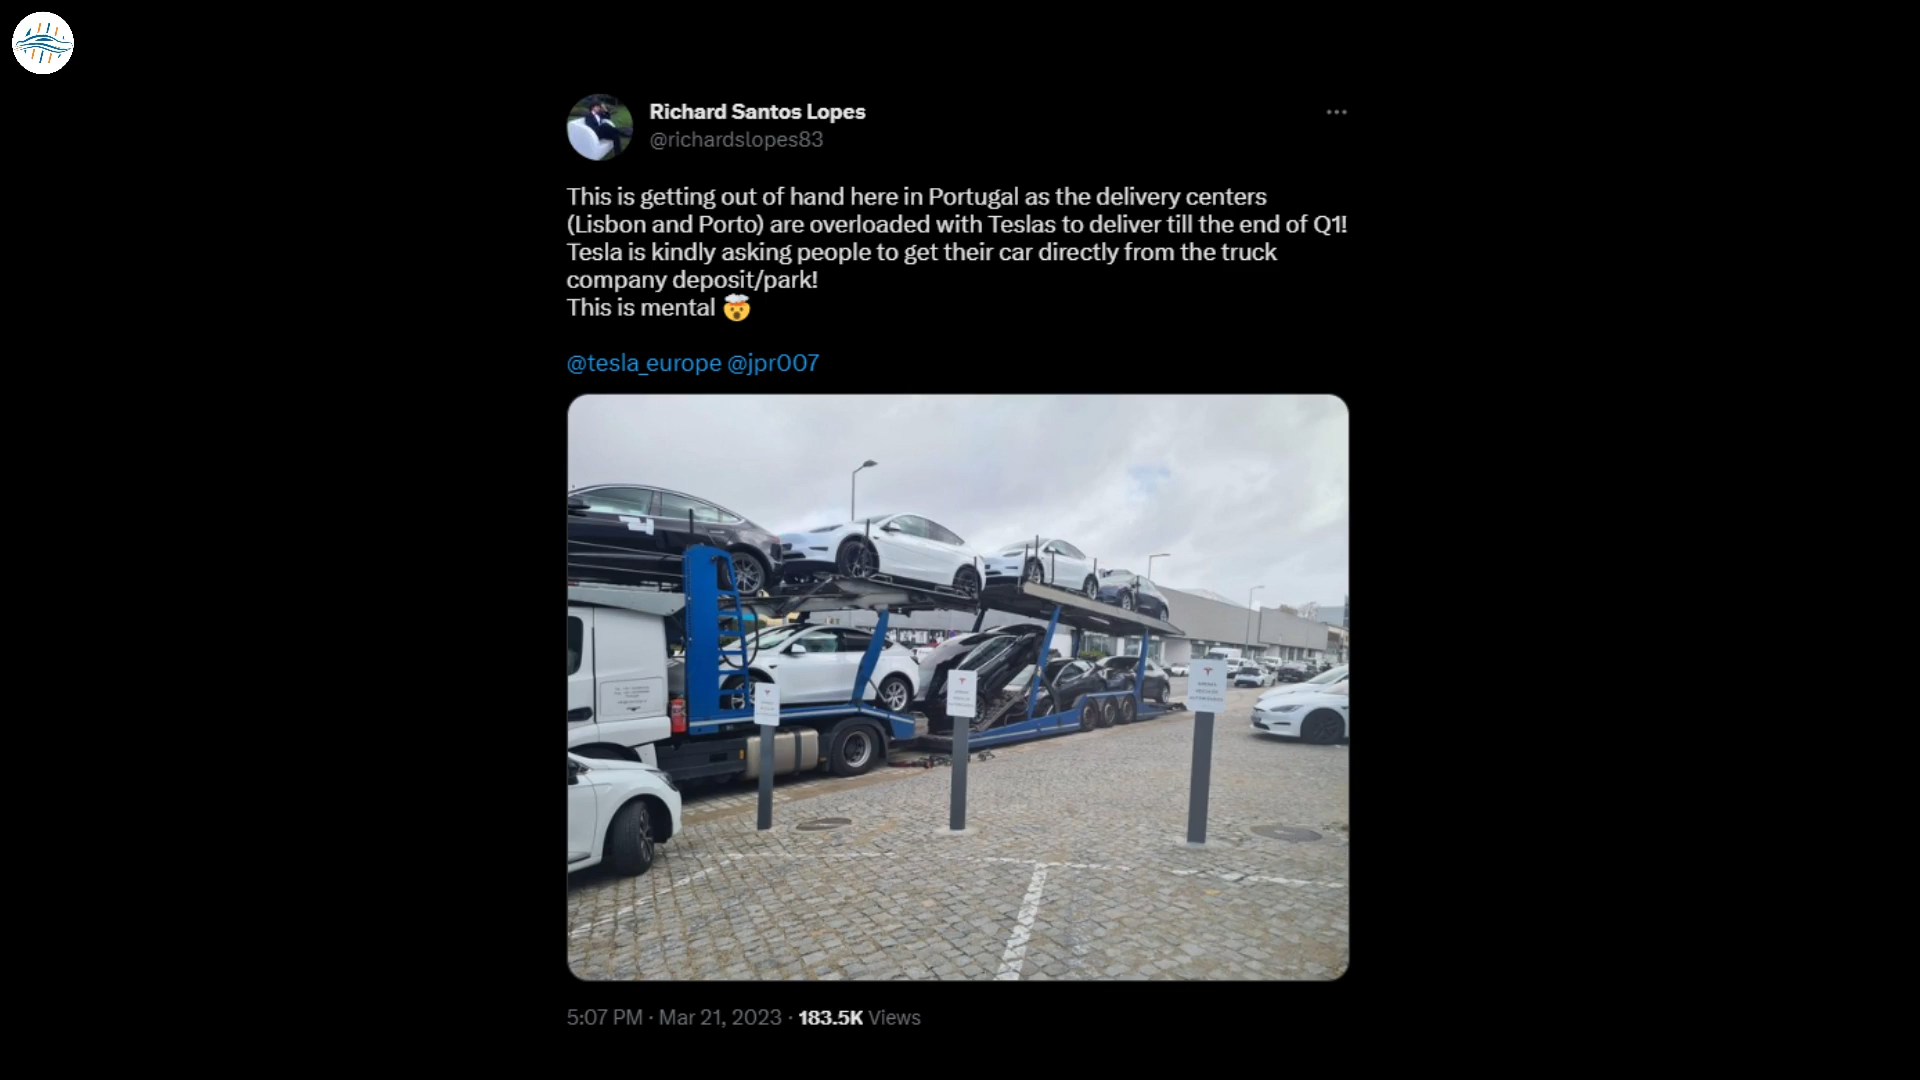 Richard Santos Lopes
@richardslopes83
This is getting out of hand here in Portugal as the delivery centers
(Lisbon and Porto) are overloaded with Teslas to deliver till the end of Q1!
Tesla is kindly asking people to get their car directly from the truck
company deposit/park!
This is mental 🤯
@tesla_europe @jpr007
5:07 PM · Mar 21, 2023 · 183.5K Views